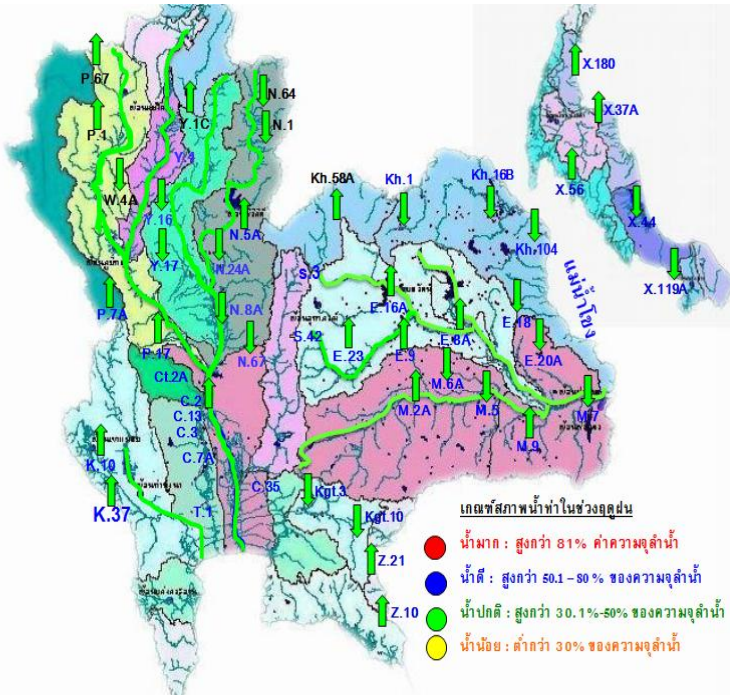 P.67
P.1
W.4A
Y.1C
Y.4
N.64
N.1
Y.16
Y.17
N.5A
N.24A
P.7A
P.17
N.8A
N.67
Kh.58A
Kh.1
Kh.16B
Kh.104
แม่น้ำโขง
X.180
X.37A
X.56
X.44
X.119A
S.3
S.42
E.16A
E.23
E.9
E.8A
E.18
E.20A
M.6A
M.2A
M.5
M.9
M.7
Ct.2A
C.2
C.13
C.3
C.7A
C.35
T.1
K.10
K.37
Kgt.3
Kgt.10
Z.21
Z.10
เกณฑ์สภาพน้ำท่าในช่วงฤดูฝน
น้ำมาก : สูงกว่า 81% ค่าความจุลำน้ำ
น้ำดี : สูงกว่า 50.1 – 80 % ของความจุลำน้ำ
น้ำปกติ : สูงกว่า 30.1%-50% ของความจุลำน้ำ
น้ำน้อย : ต่ำกว่า 30% ของความจุลำน้ำ